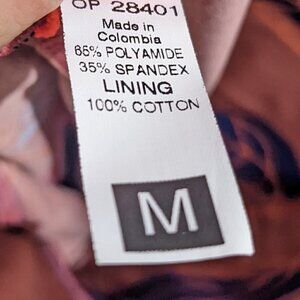 OP 28401
Made in
Colombia
65% POLYAMIDE
35% SPANDEX
LINING
100% COTTON
M